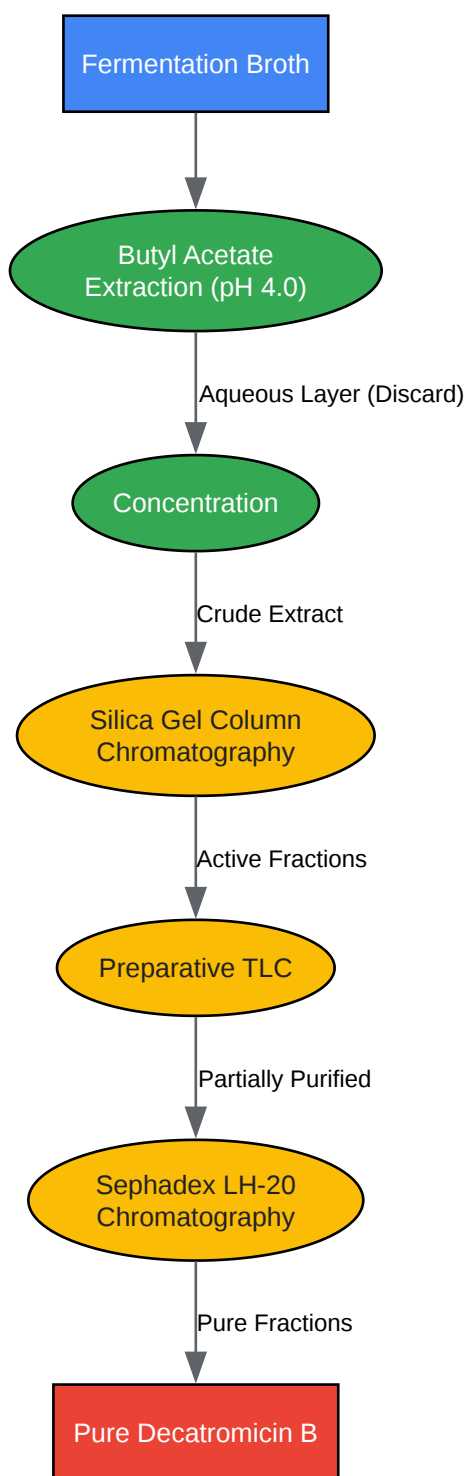 Fermentation Broth
Butyl Acetate
Extraction (pH 4.0)
Aqueous Layer (Discard)
Concentration
Crude Extract
Silica Gel Column
Chromatography
Active Fractions
Preparative TLC
Partially Purified
Sephadex LH-20
Chromatography
Pure Fractions
Pure Decatromicin B